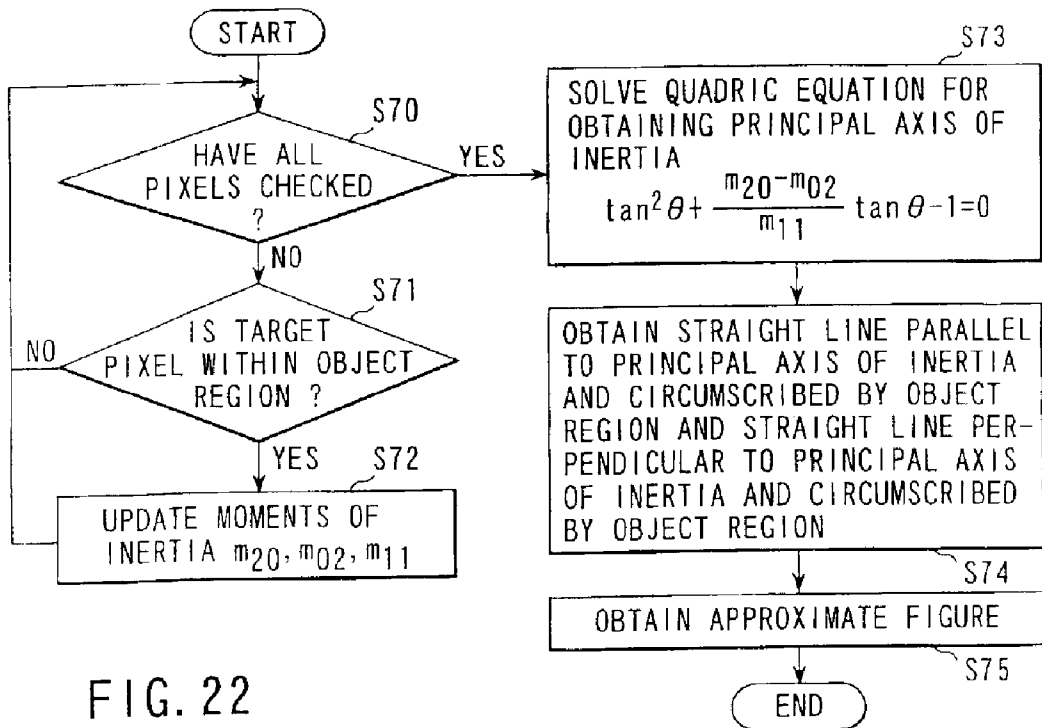 START
S70
HAVE ALL
PIXELS CHECKED
?
YES
NO
S71
IS TARGET
PIXEL WITHIN OBJECT
REGION ?
NO
YES
S72
UPDATE MOMENTS OF
INERTIA m20, m02, m11
S73
SOLVE QUADRIC EQUATION FOR
OBTAINING PRINCIPAL AXIS OF
INERTIA
tan²θ + (m20-m02)/m11 tanθ-1=0
OBTAIN STRAIGHT LINE PARALLEL
TO PRINCIPAL AXIS OF INERTIA
AND CIRCUMSCRIBED BY OBJECT
REGION AND STRAIGHT LINE PER-
PENDICULAR TO PRINCIPAL AXIS
OF INERTIA AND CIRCUMSCRIBED
BY OBJECT REGION
S74
OBTAIN APPROXIMATE FIGURE
S75
END
FIG. 22